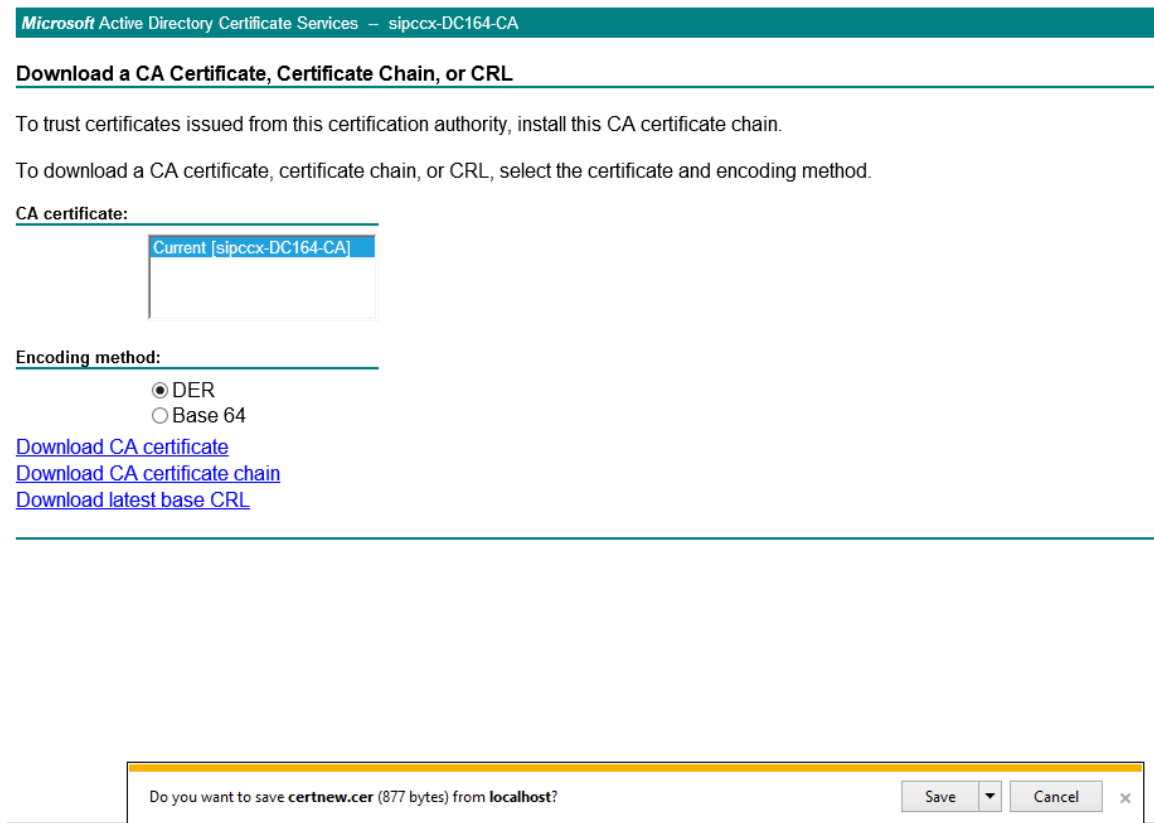 Microsoft Active Directory Certificate Services -- sipccx-DC164-CA
Download a CA Certificate, Certificate Chain, or CRL
To trust certificates issued from this certification authority, install this CA certificate chain.
To download a CA certificate, certificate chain, or CRL, select the certificate and encoding method.
CA certificate:
Current [sipccx-DC164-CA]
Encoding method:
DER
Base 64
Download CA certificate
Download CA certificate chain
Download latest base CRL
Do you want to save certnew.cer (877 bytes) from localhost? Save Cancel ×